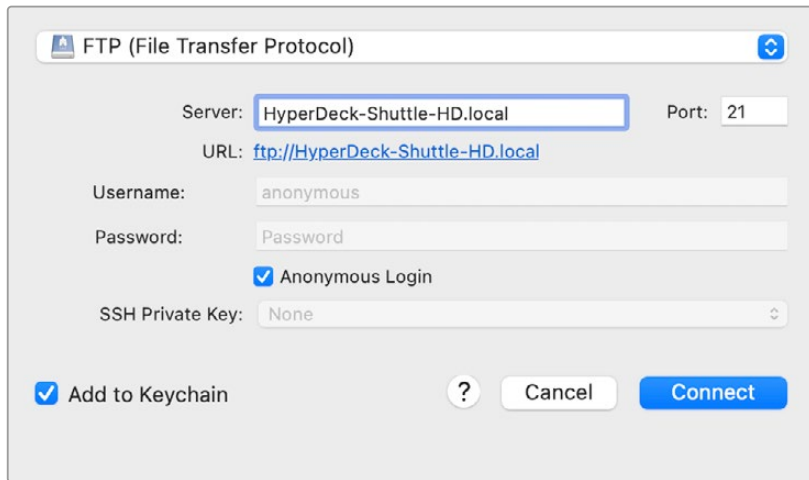 FTP (File Transfer Protocol)
Server: HyperDeck-Shuttle-HD.local Port: 21
URL: ftp://HyperDeck-Shuttle-HD.local
Username: anonymous
Password: Password
Anonymous Login
SSH Private Key: None
Add to Keychain ? Cancel Connect